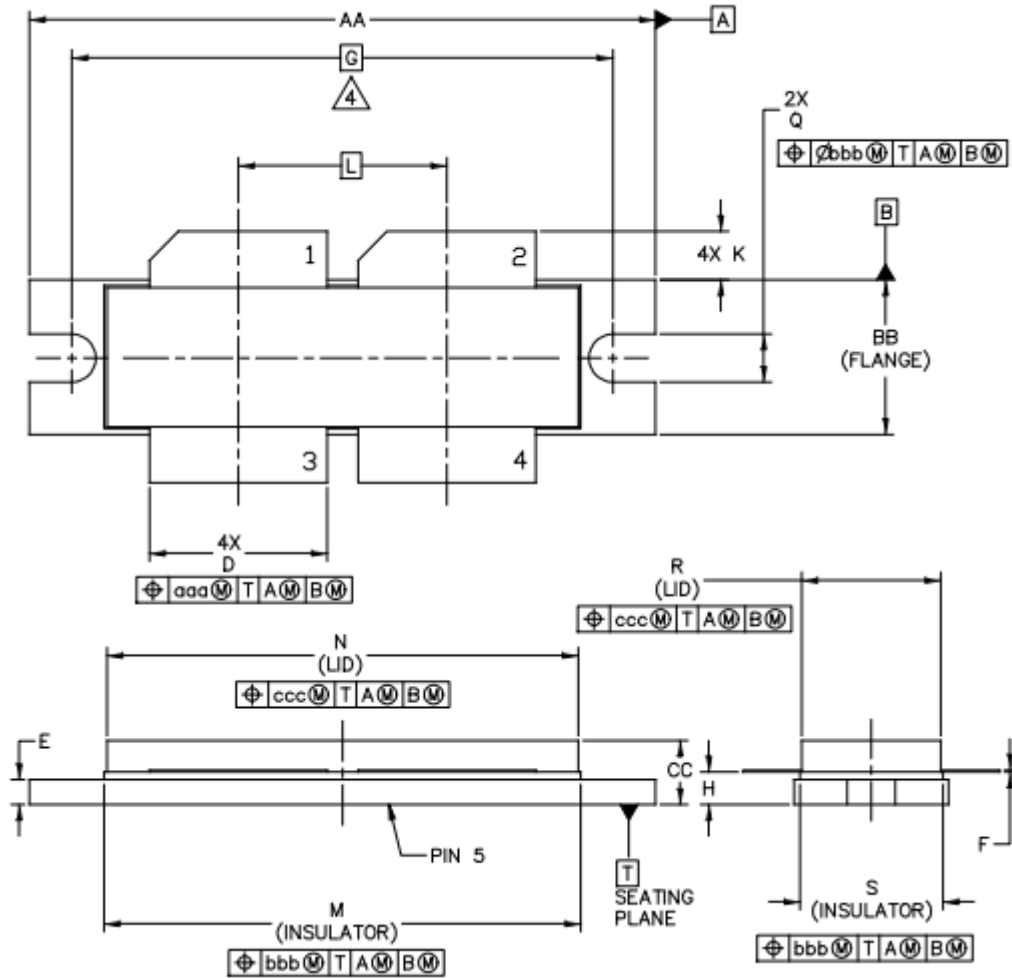 AA
A
G
4
2X
Q
⌖ Øbbb Ⓜ T A Ⓜ B Ⓜ
L
B
1
2
4X K
BB
(FLANGE)
3
4
4X
D
⌖ aaa Ⓜ T A Ⓜ B Ⓜ
R
(LID)
⌖ ccc Ⓜ T A Ⓜ B Ⓜ
N
(LID)
⌖ ccc Ⓜ T A Ⓜ B Ⓜ
E
CC
H
F
PIN 5
T
SEATING
PLANE
M
(INSULATOR)
⌖ bbb Ⓜ T A Ⓜ B Ⓜ
S
(INSULATOR)
⌖ bbb Ⓜ T A Ⓜ B Ⓜ